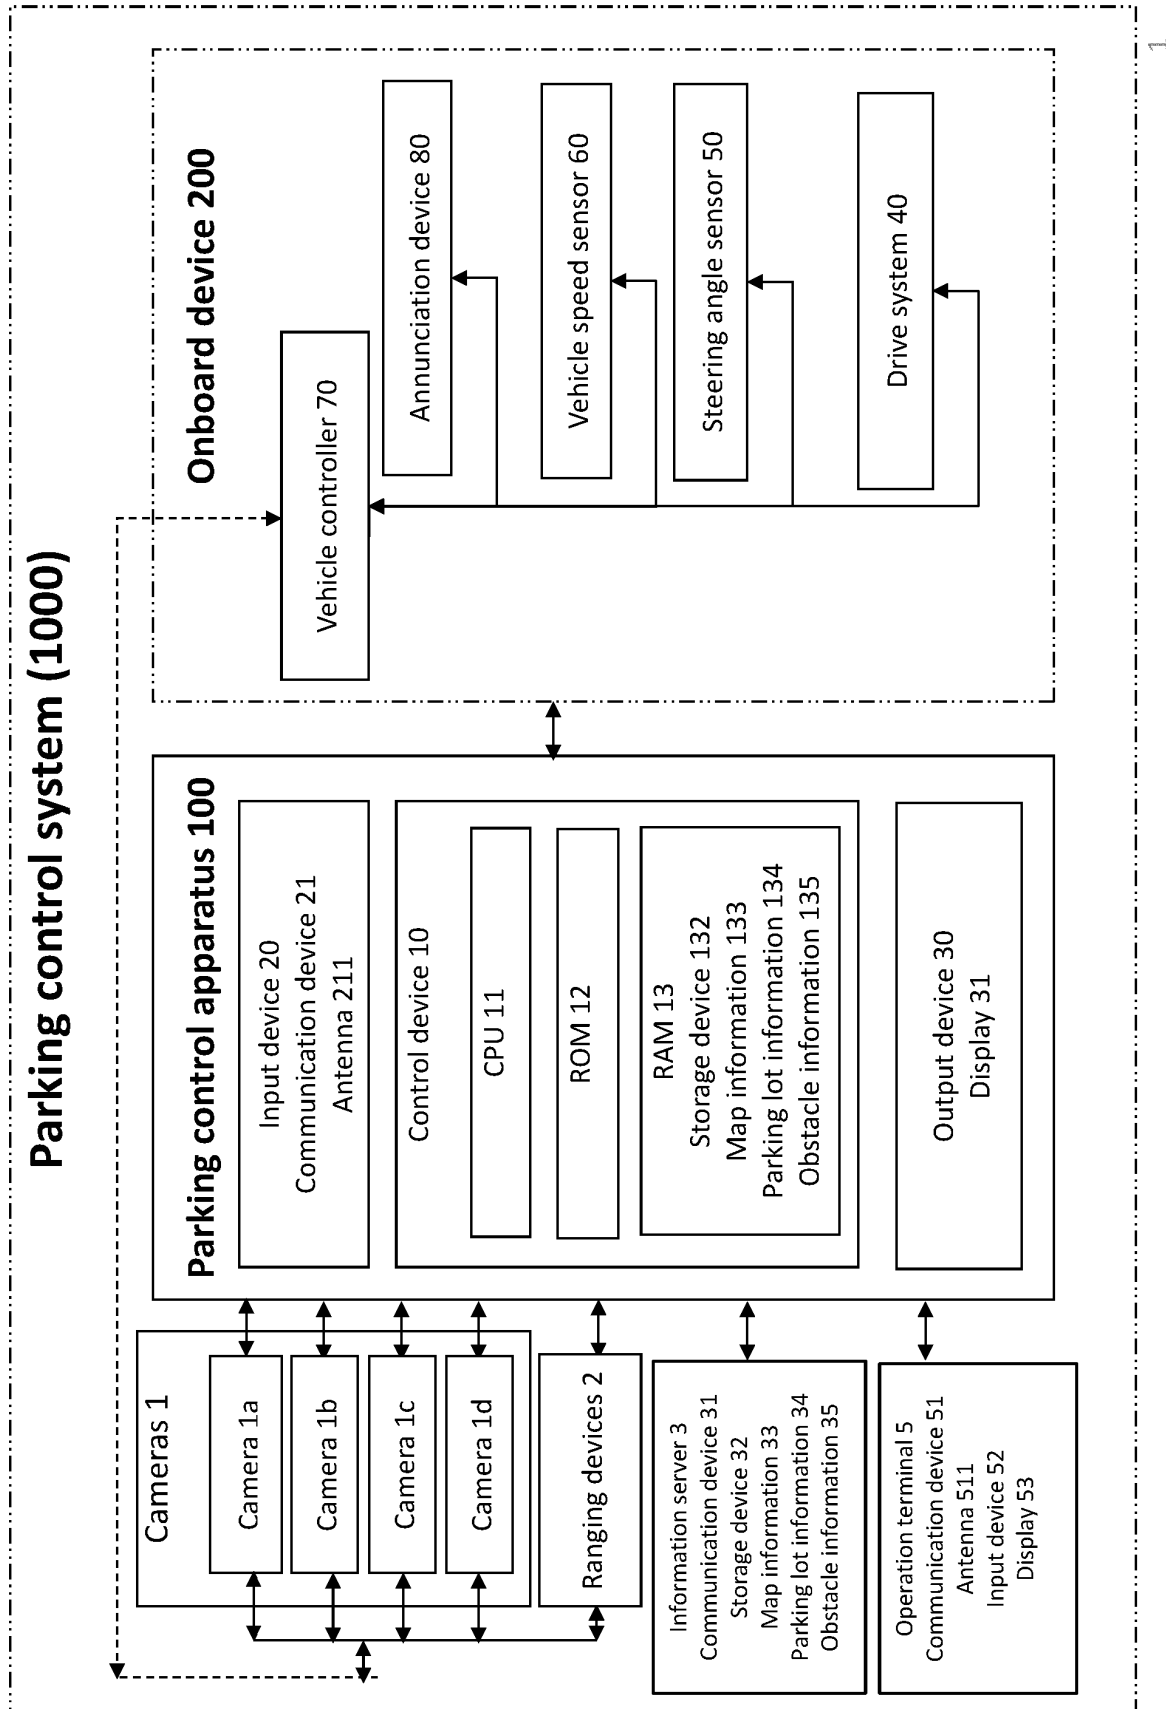 Parking control system (1000)
Cameras 1
Camera 1a
Camera 1b
Camera 1c
Camera 1d
Ranging devices 2
Information server 3
Communication device 31
Storage device 32
Map information 33
Parking lot information 34
Obstacle information 35
Operation terminal 5
Communication device 51
Antenna 511
Input device 52
Display 53
Parking control apparatus 100
Input device 20
Communication device 21
Antenna 211
Control device 10
CPU 11
ROM 12
RAM 13
Storage device 132
Map information 133
Parking lot information 134
Obstacle information 135
Output device 30
Display 31
Onboard device 200
Vehicle controller 70
Annunciation device 80
Vehicle speed sensor 60
Steering angle sensor 50
Drive system 40